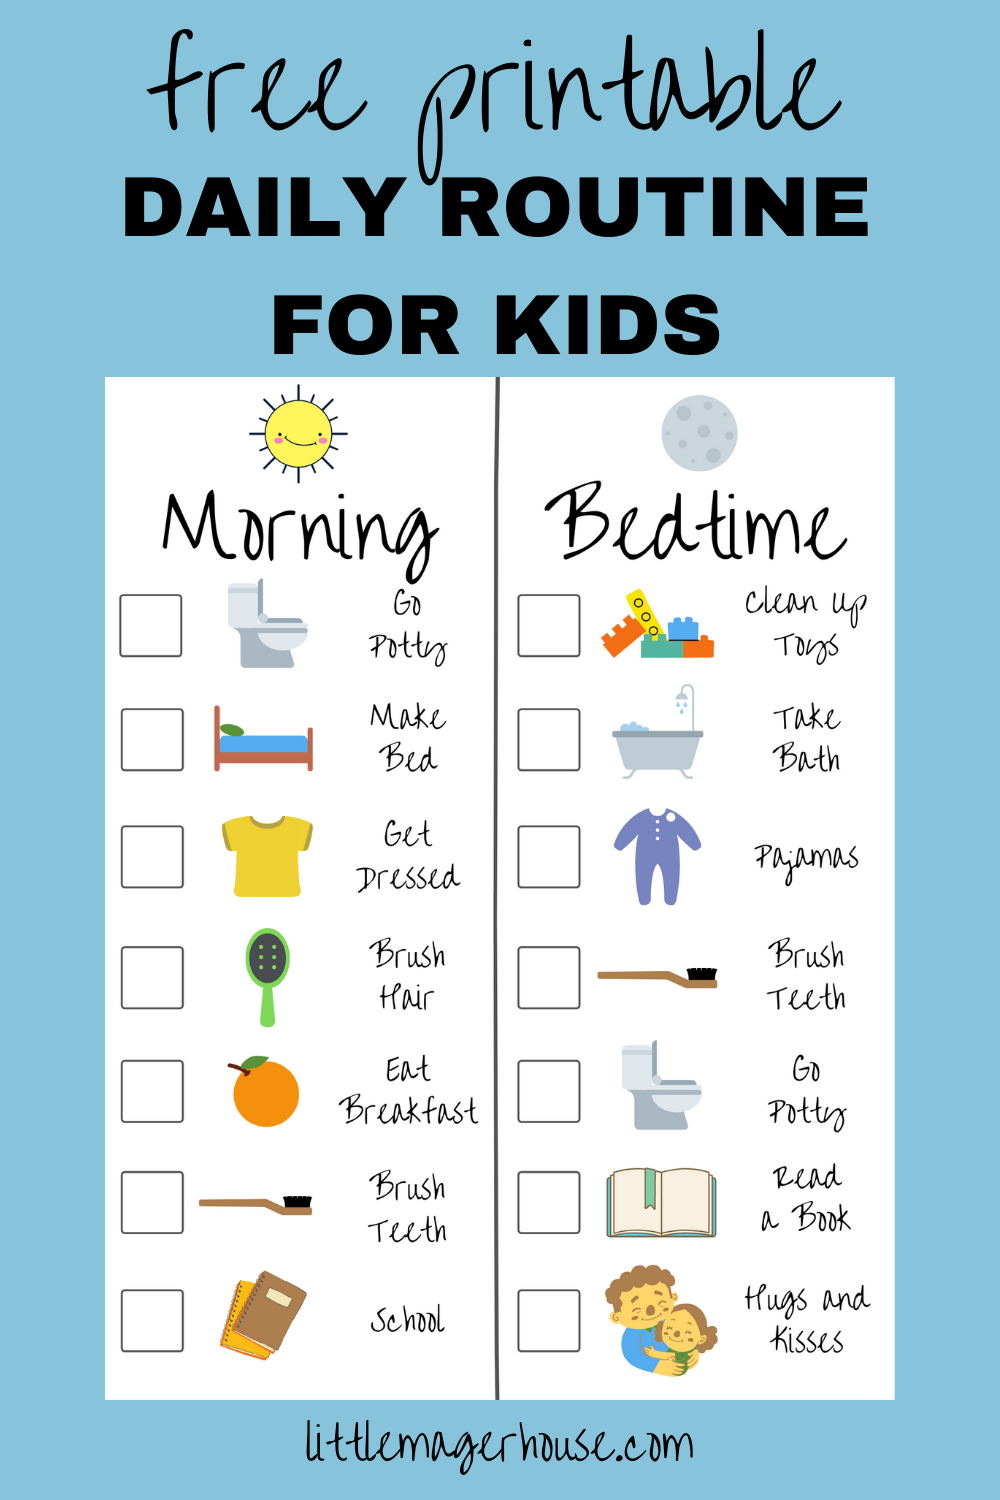 free printable
DAILY ROUTINE
FOR KIDS
Morning
Go
Potty
Make
Bed
Get
Dressed
Brush
Hair
Eat
Breakfast
Brush
Teeth
School
Bedtime
Clean up
Toys
Take
Bath
Pajamas
Brush
Teeth
Go
Potty
Read
a Book
Hugs and
Kisses
littlemagerhouse.com